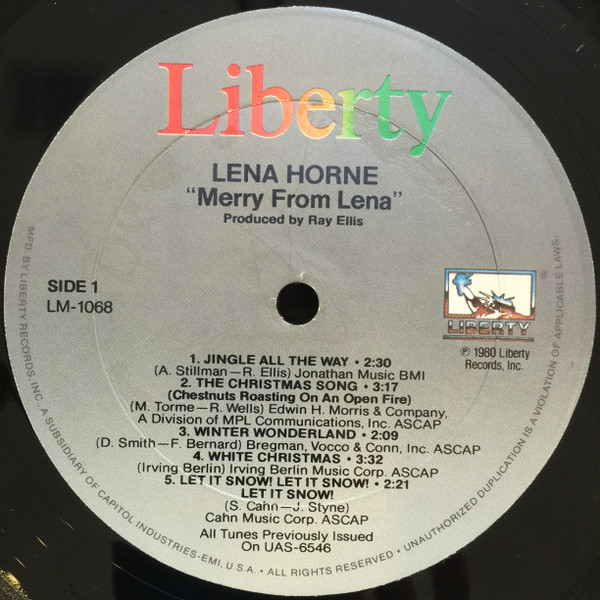 Liberty
LENA HORNE
"Merry From Lena"
Produced by Ray Ellis
SIDE 1
LM-1068
LIBERTY
®
℗ 1980 Liberty
Records, Inc.
1. JINGLE ALL THE WAY • 2:30
(A. Stillman—R. Ellis) Jonathan Music BMI
2. THE CHRISTMAS SONG • 3:17
(Chestnuts Roasting On An Open Fire)
(M. Torme—R. Wells) Edwin H. Morris & Company,
A Division of MPL Communications, Inc. ASCAP
3. WINTER WONDERLAND • 2:09
(D. Smith—F. Bernard) Bregman, Vocco & Conn, Inc. ASCAP
4. WHITE CHRISTMAS • 3:32
(Irving Berlin) Irving Berlin Music Corp. ASCAP
5. LET IT SNOW! LET IT SNOW! • 2:21
LET IT SNOW!
(S. Cahn—J. Styne)
Cahn Music Corp. ASCAP
All Tunes Previously Issued
On UAS-6546
MFD. BY LIBERTY RECORDS, INC. A SUBSIDIARY OF CAPITOL INDUSTRIES-EMI, U.S.A. • ALL RIGHTS RESERVED • UNAUTHORIZED DUPLICATION IS A VIOLATION OF APPLICABLE LAWS.